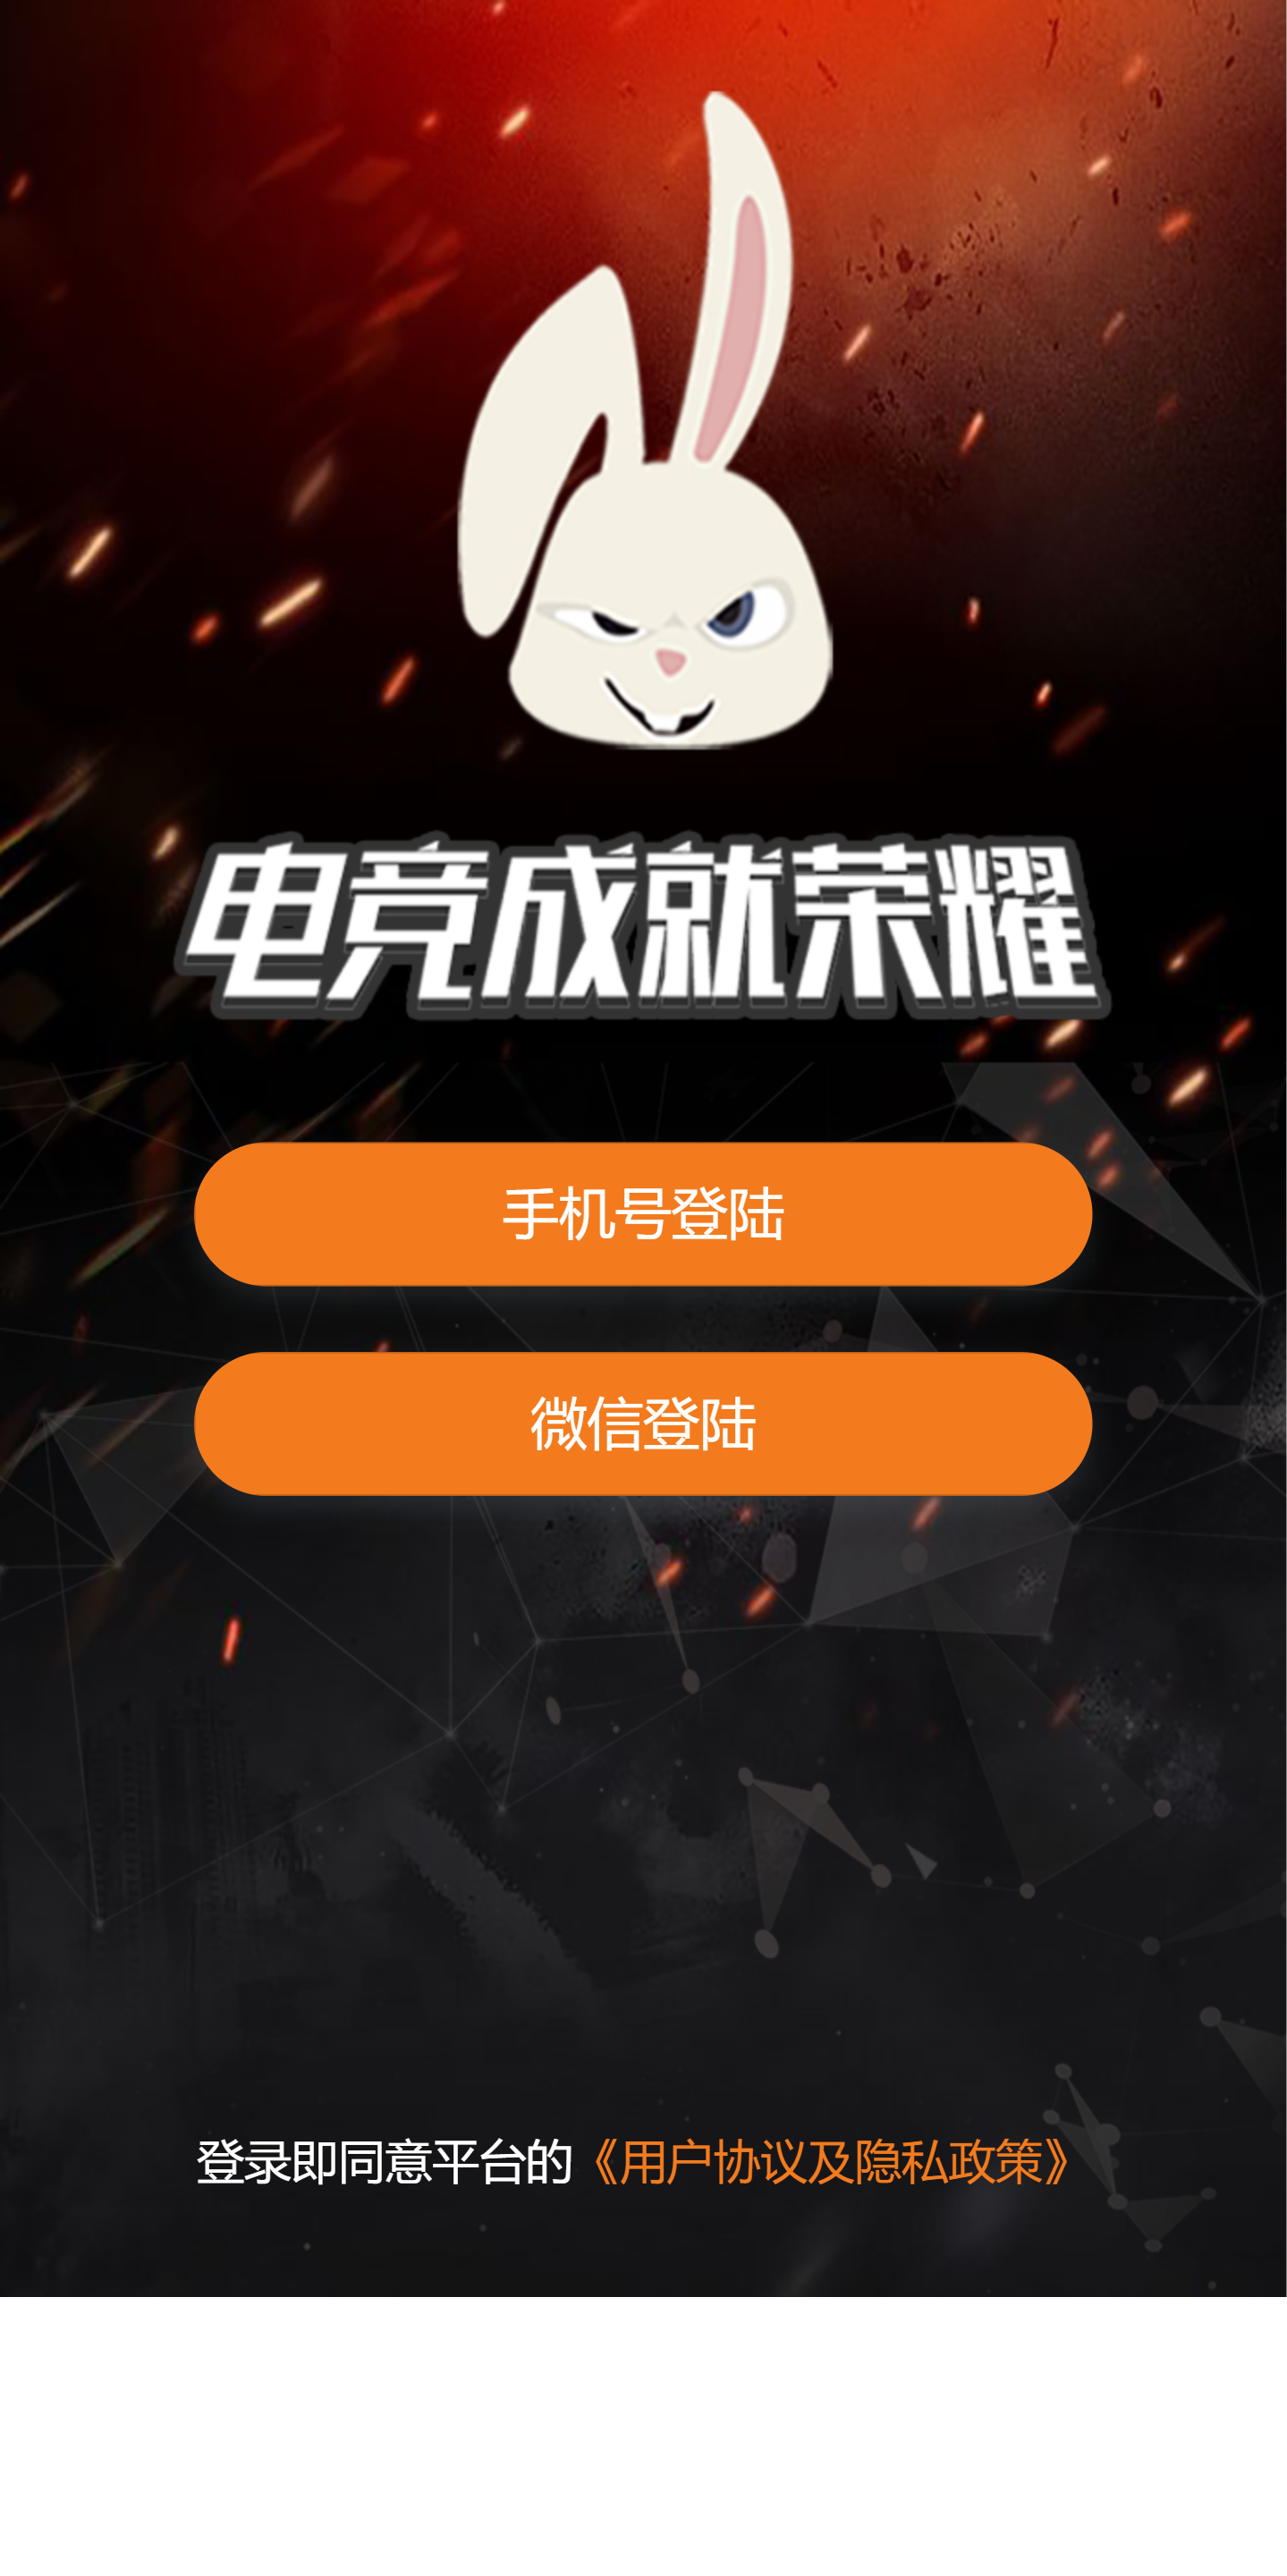 电竞成就荣耀
手机号登陆
微信登陆
登录即同意平台的《用户协议及隐私政策》